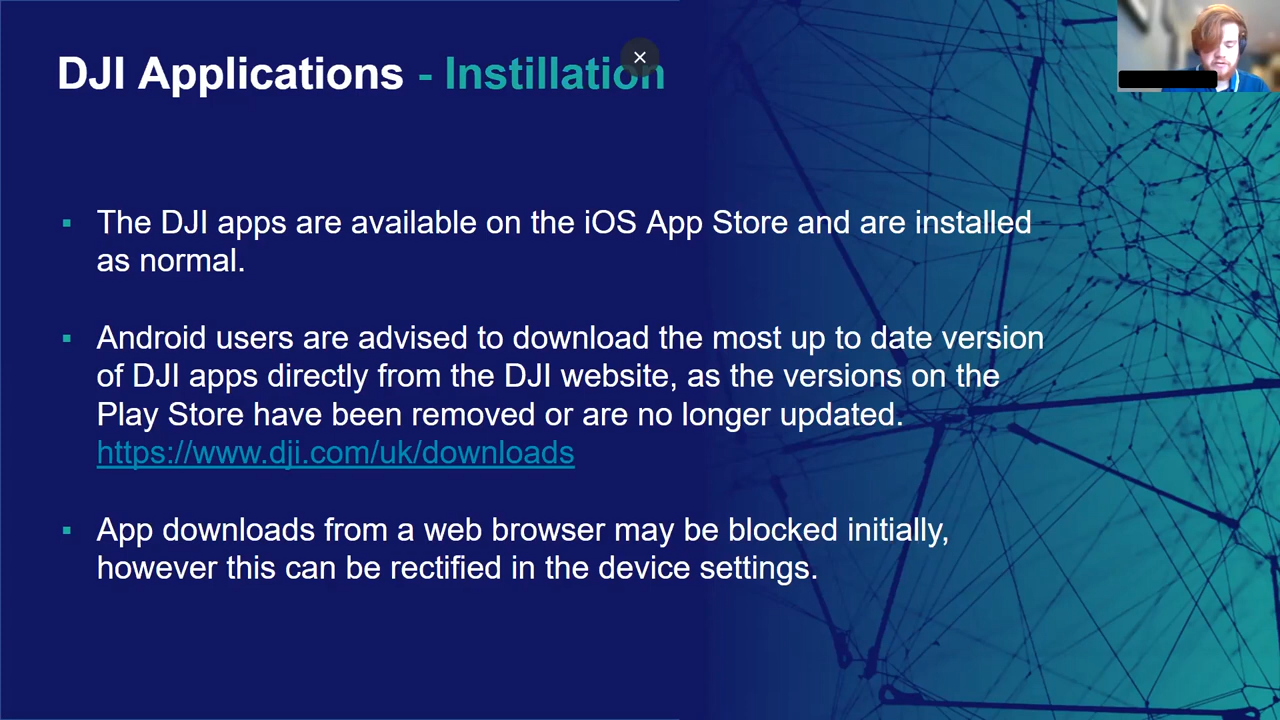 DJI Applications - Instillation
The DJI apps are available on the iOS App Store and are installed
as normal.
Android users are advised to download the most up to date version
of DJI apps directly from the DJI website, as the versions on the
Play Store have been removed or are no longer updated.
https://www.dji.com/uk/downloads
App downloads from a web browser may be blocked initially,
however this can be rectified in the device settings.